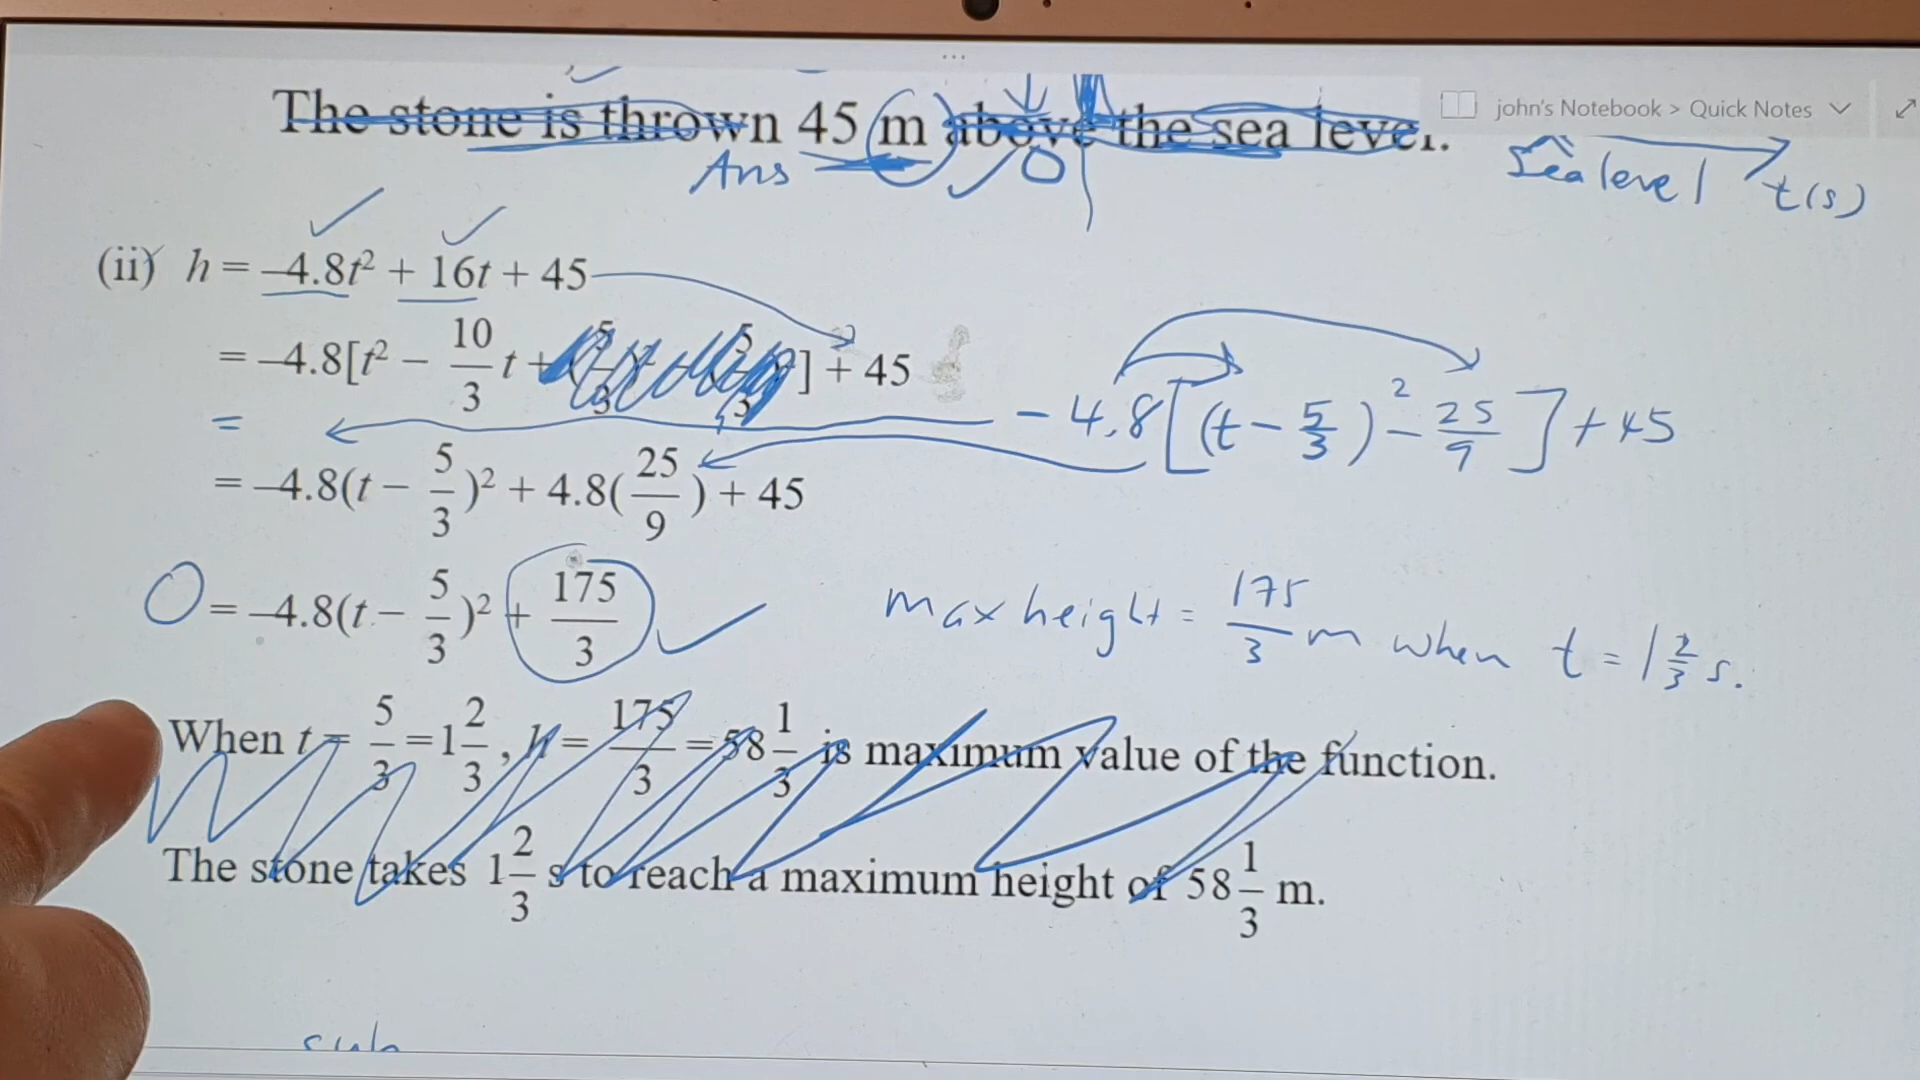 The stone is thrown 45 m above the sea level.
john's Notebook > Quick Notes
Ans
0
Sea level t(s)
(ii) h = –4.8t² + 16t + 45
= –4.8[t² – 10/3 t + ] + 45
= –4.8[(t – 5/3)² – 25/9] + 45
= –4.8(t – 5/3)² + 4.8(25/9) + 45
0 = –4.8(t – 5/3)² + 175/3
max height = 175/3 m when t = 1 2/3 s.
When t = 5/3 = 1 2/3, h = 175/3 = 58 1/3 is maximum value of the function.
The stone takes 1 2/3 s to reach a maximum height of 58 1/3 m.
sub